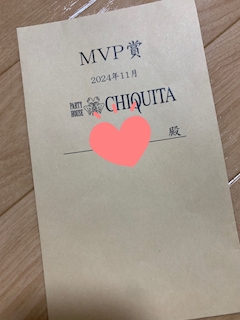 MVP賞
2024年11月
PARTY HOUSE CHIQUITA
殿